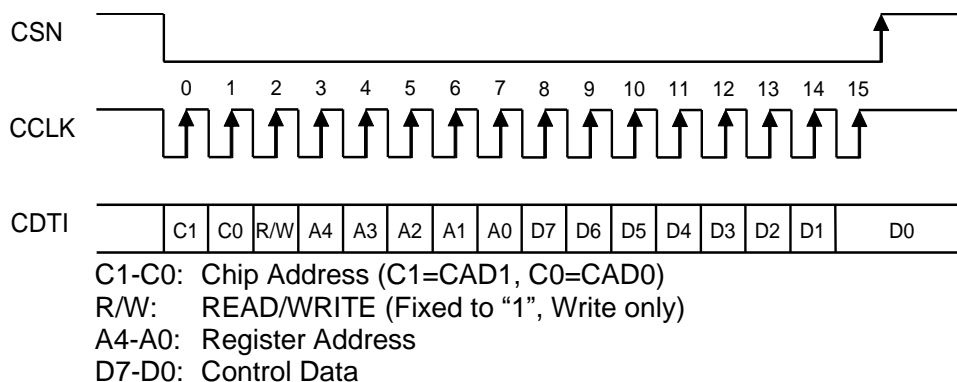 CSN
0 1 2 3 4 5 6 7 8 9 10 11 12 13 14 15
CCLK
CDTI C1 C0 R/W A4 A3 A2 A1 A0 D7 D6 D5 D4 D3 D2 D1 D0
C1-C0: Chip Address (C1=CAD1, C0=CAD0)
R/W: READ/WRITE (Fixed to “1”, Write only)
A4-A0: Register Address
D7-D0: Control Data